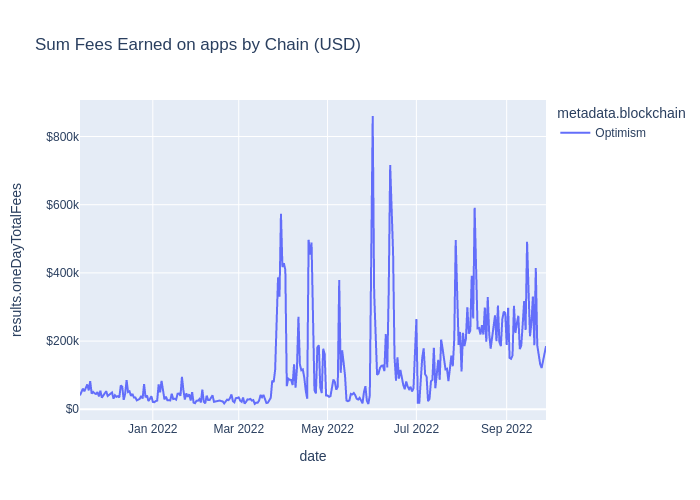 Sum Fees Earned on apps by Chain (USD)
metadata.blockchain
Optimism
results.oneDayTotalFees
$800k
$600k
$400k
$200k
$0
Jan 2022
Mar 2022
May 2022
Jul 2022
Sep 2022
date